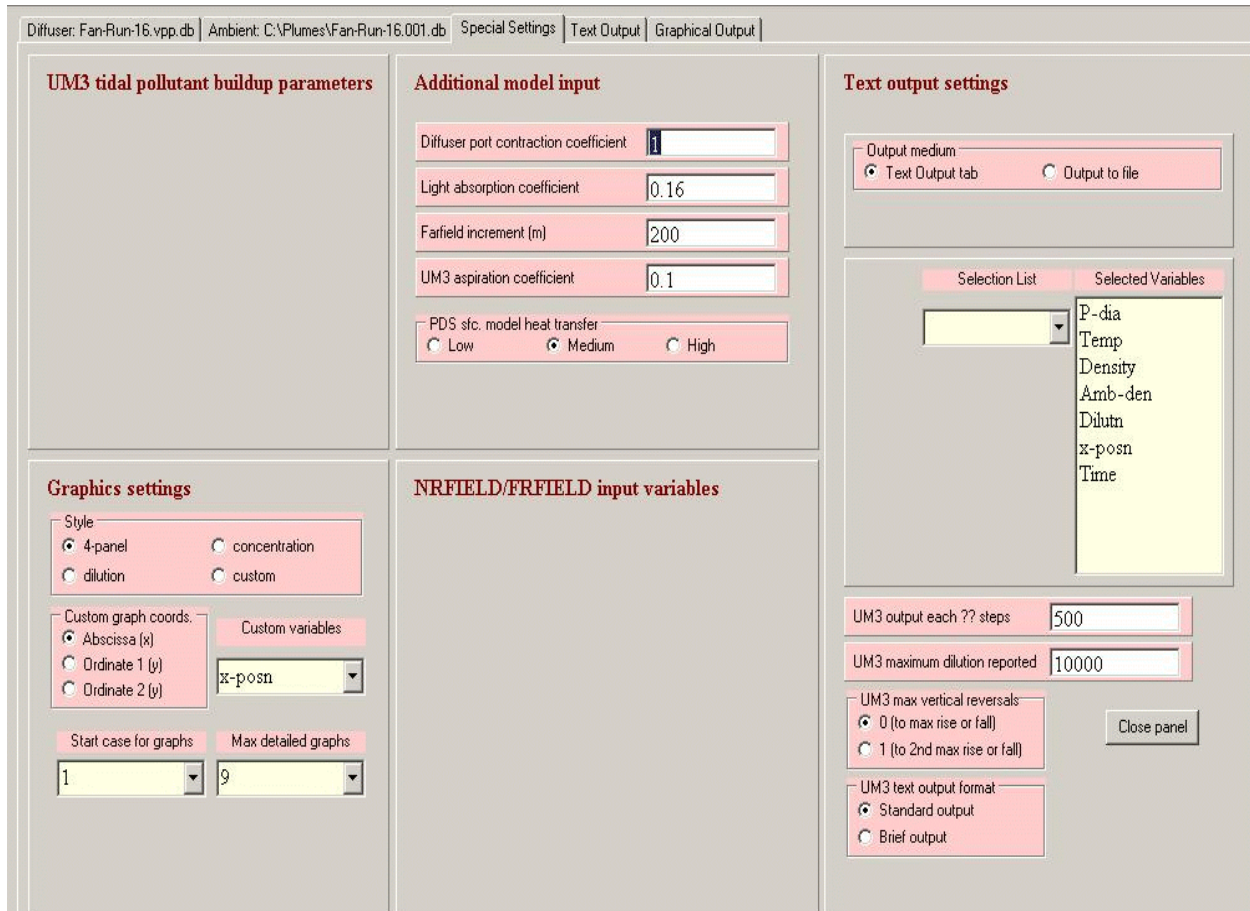 Diffuser: Fan-Run-16.vpp.db
Ambient: C:\Plumes\Fan-Run-16.001.db
Special Settings
Text Output
Graphical Output
UM3 tidal pollutant buildup parameters
Additional model input
Diffuser port contraction coefficient 1
Light absorption coefficient 0.16
Farfield increment (m) 200
UM3 aspiration coefficient 0.1
PDS sfc. model heat transfer
Low Medium High
Text output settings
Output medium
Text Output tab Output to file
Selection List Selected Variables
P-dia
Temp
Density
Amb-den
Dilutn
x-posn
Time
Graphics settings
Style
4-panel concentration
dilution custom
Custom graph coords.
Abscissa (x)
Ordinate 1 (y)
Ordinate 2 (y)
Custom variables
x-posn
Start case for graphs Max detailed graphs
1 9
NRFIELD/FRFIELD input variables
UM3 output each ?? steps 500
UM3 maximum dilution reported 10000
UM3 max vertical reversals
0 (to max rise or fall)
1 (to 2nd max rise or fall)
Close panel
UM3 text output format
Standard output
Brief output